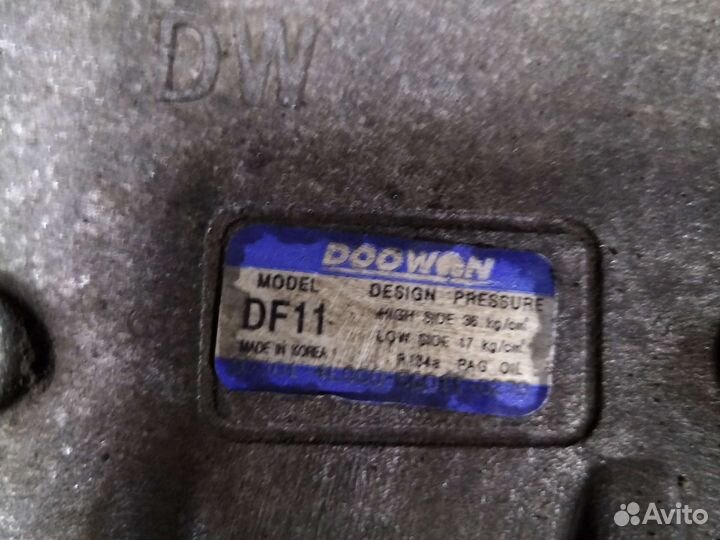 DW
DOOWON
MODEL
DF11
MADE IN KOREA
DESIGN PRESSURE
HIGH SIDE 36 kg/cm²
LOW SIDE 17 kg/cm²
R134a PAG OIL
Avito